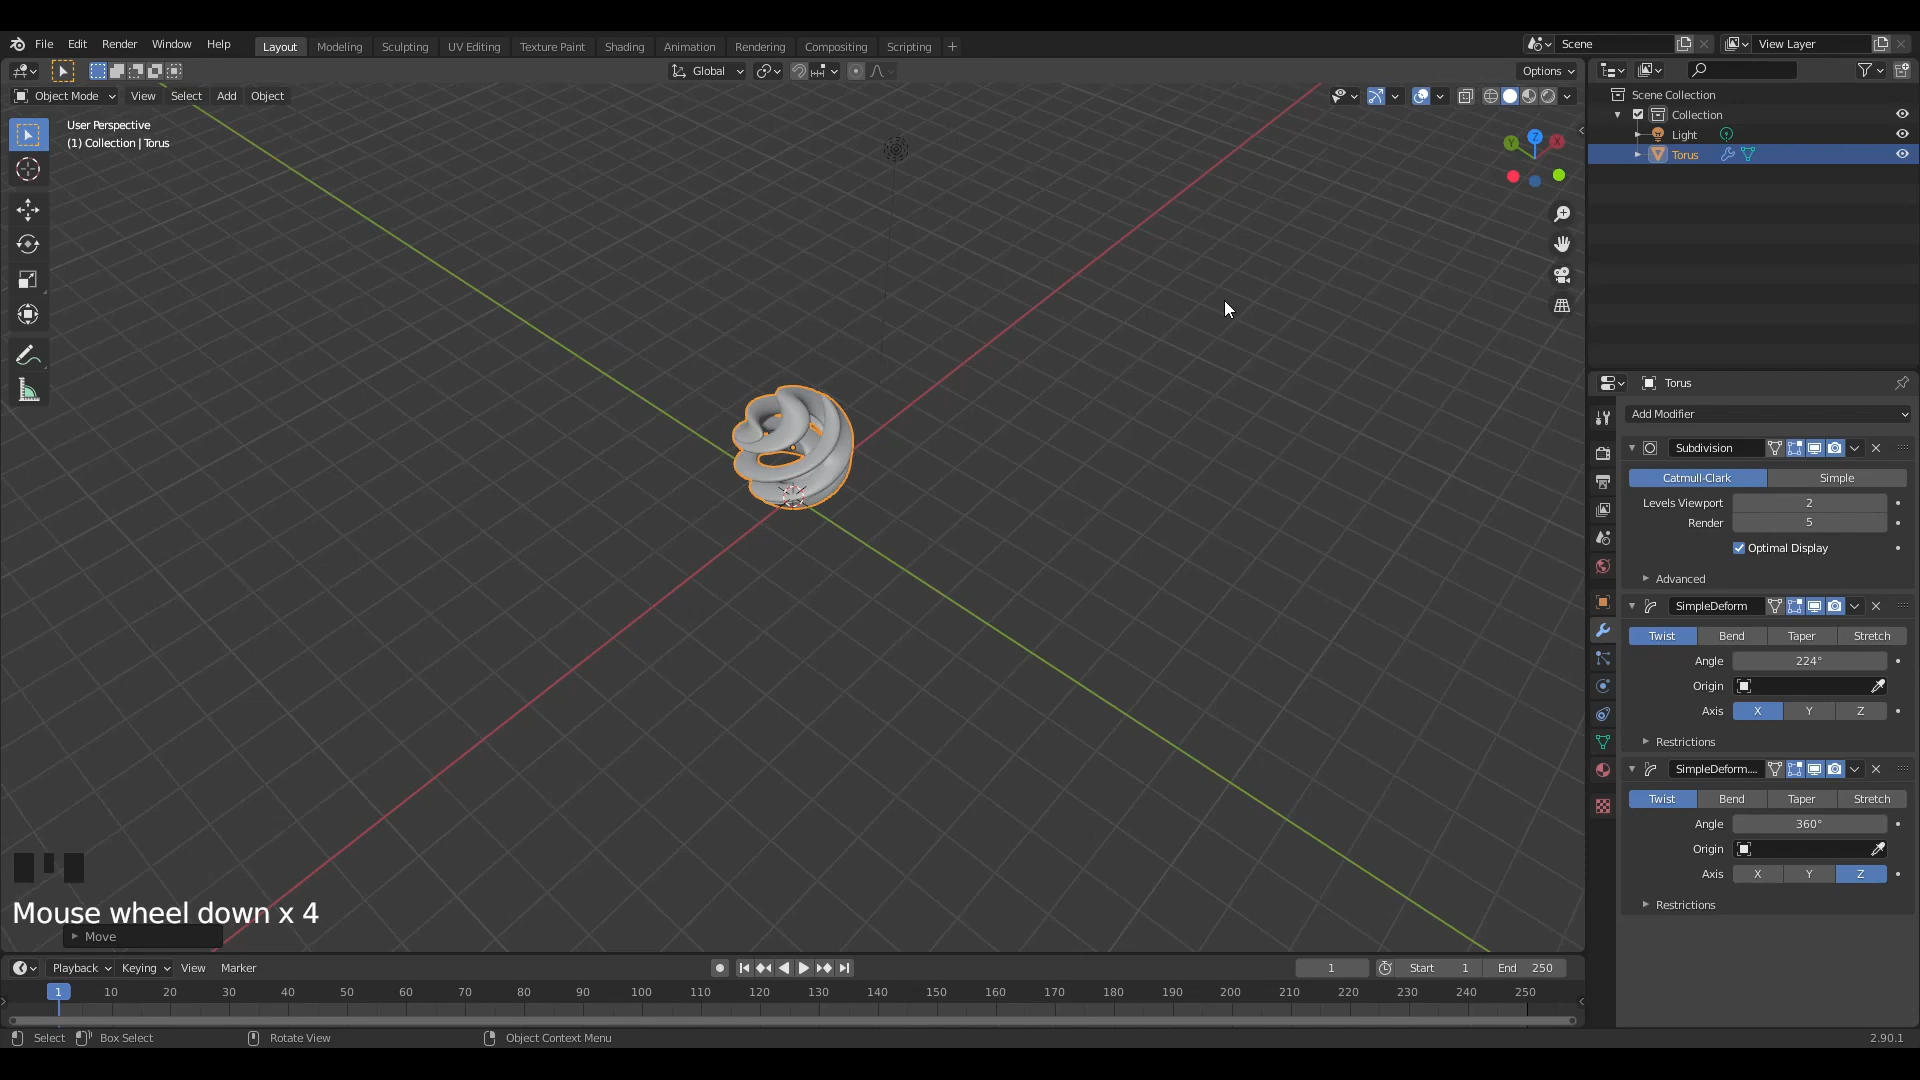 File Edit Render Window Help Layout Modeling Sculpting UV Editing Texture Paint Shading Animation Rendering Compositing Scripting + Scene View Layer
Global Options
Object Mode View Select Add Object
User Perspective
(1) Collection | Torus
Z Y X
Scene Collection
Collection
Light
Torus
Torus
Add Modifier
Subdivision
Catmull-Clark Simple
Levels Viewport 2
Render 5
Optimal Display
Advanced
SimpleDeform
Twist Bend Taper Stretch
Angle 224°
Origin
Axis X Y Z
Restrictions
SimpleDeform....
Twist Bend Taper Stretch
Angle 360°
Origin
Axis X Y Z
Restrictions
Mouse wheel down x 4
Move
Playback Keying View Marker 1 Start 1 End 250
1 10 20 30 40 50 60 70 80 90 100 110 120 130 140 150 160 170 180 190 200 210 220 230 240 250
Select Box Select Rotate View Object Context Menu 2.90.1